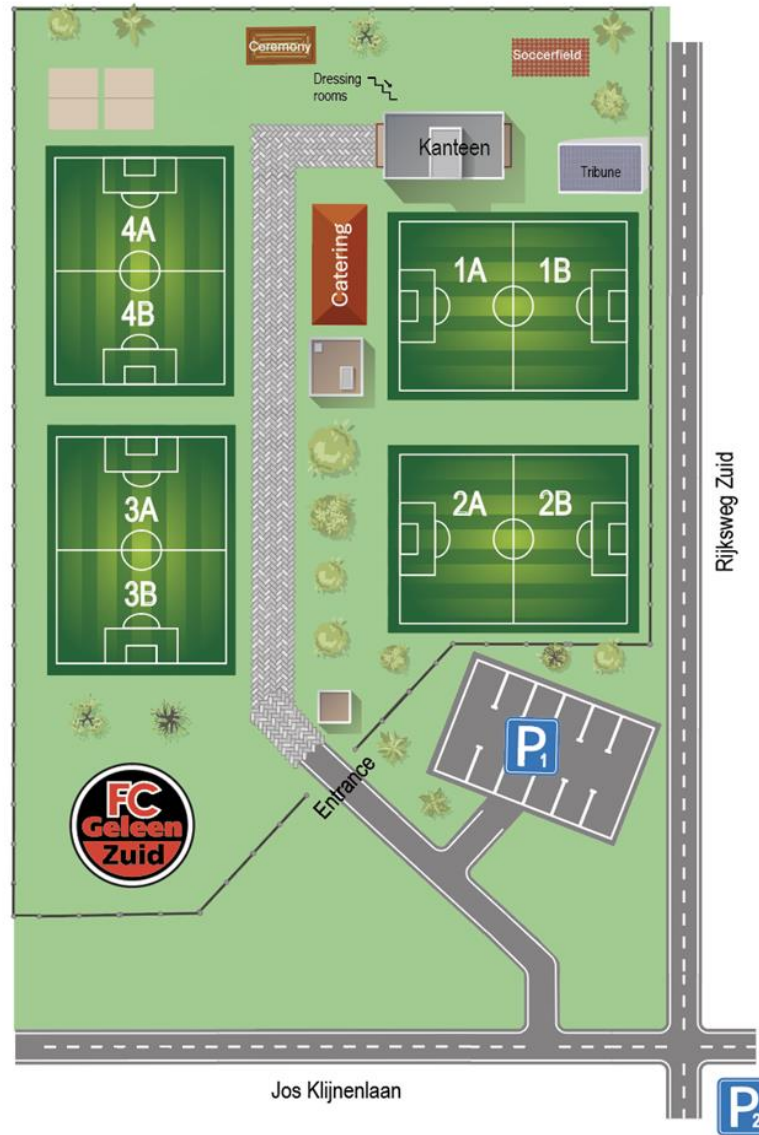 Ceremony
Soccerfield
Dressing
rooms
Kanteen
Tribune
4A
4B
Catering
1A 1B
3A
3B
2A 2B
Rijksweg Zuid
P1
Entrance
FC
Geleen
Zuid
Jos Klijnenlaan
P2